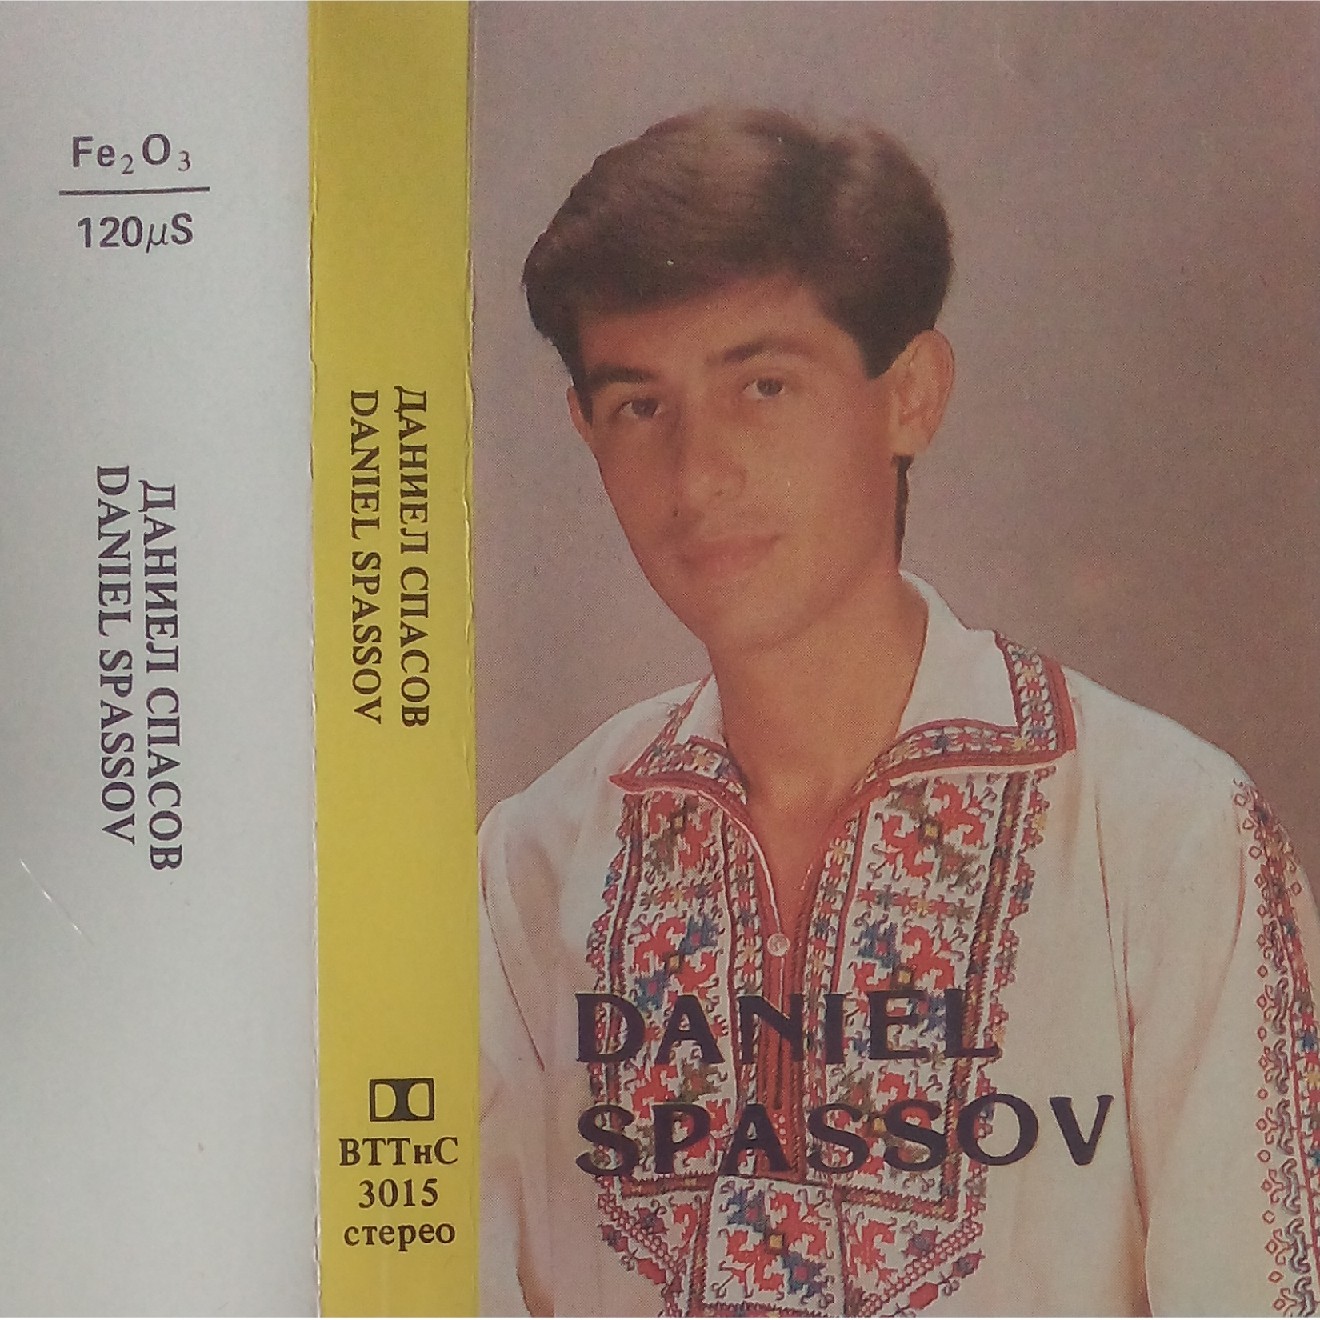 Fe₂O₃
120µS
ДАНИЕЛ СПАСОВ
DANIEL SPASSOV
ДАНИЕЛ СПАСОВ
DANIEL SPASSOV
ВТТнС
3015
стерео
DANIEL
SPASSOV